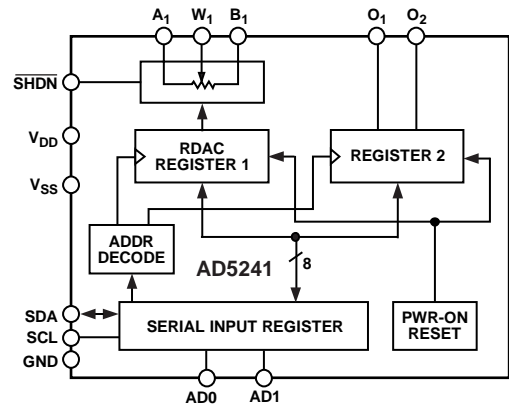 A1 W1 B1 O1 O2
SHDN
VDD
RDAC
REGISTER 1
REGISTER 2
VSS
ADDR
DECODE
AD5241
8
SDA
SERIAL INPUT REGISTER
PWR-ON
RESET
SCL
GND
AD0 AD1